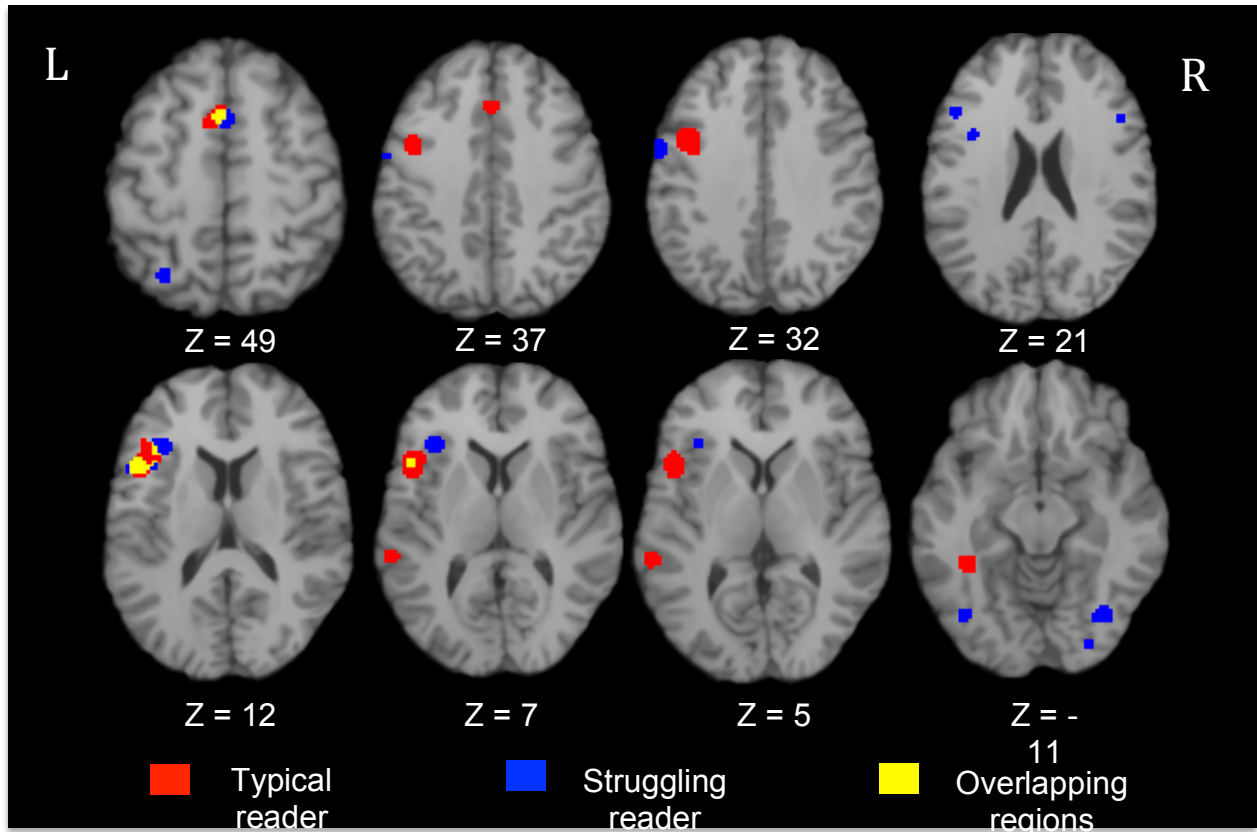 L
R
Z = 49
Z = 37
Z = 32
Z = 21
Z = 12
Z = 7
Z = 5
Z = -
11
Typical
reader
Struggling
reader
Overlapping
regions